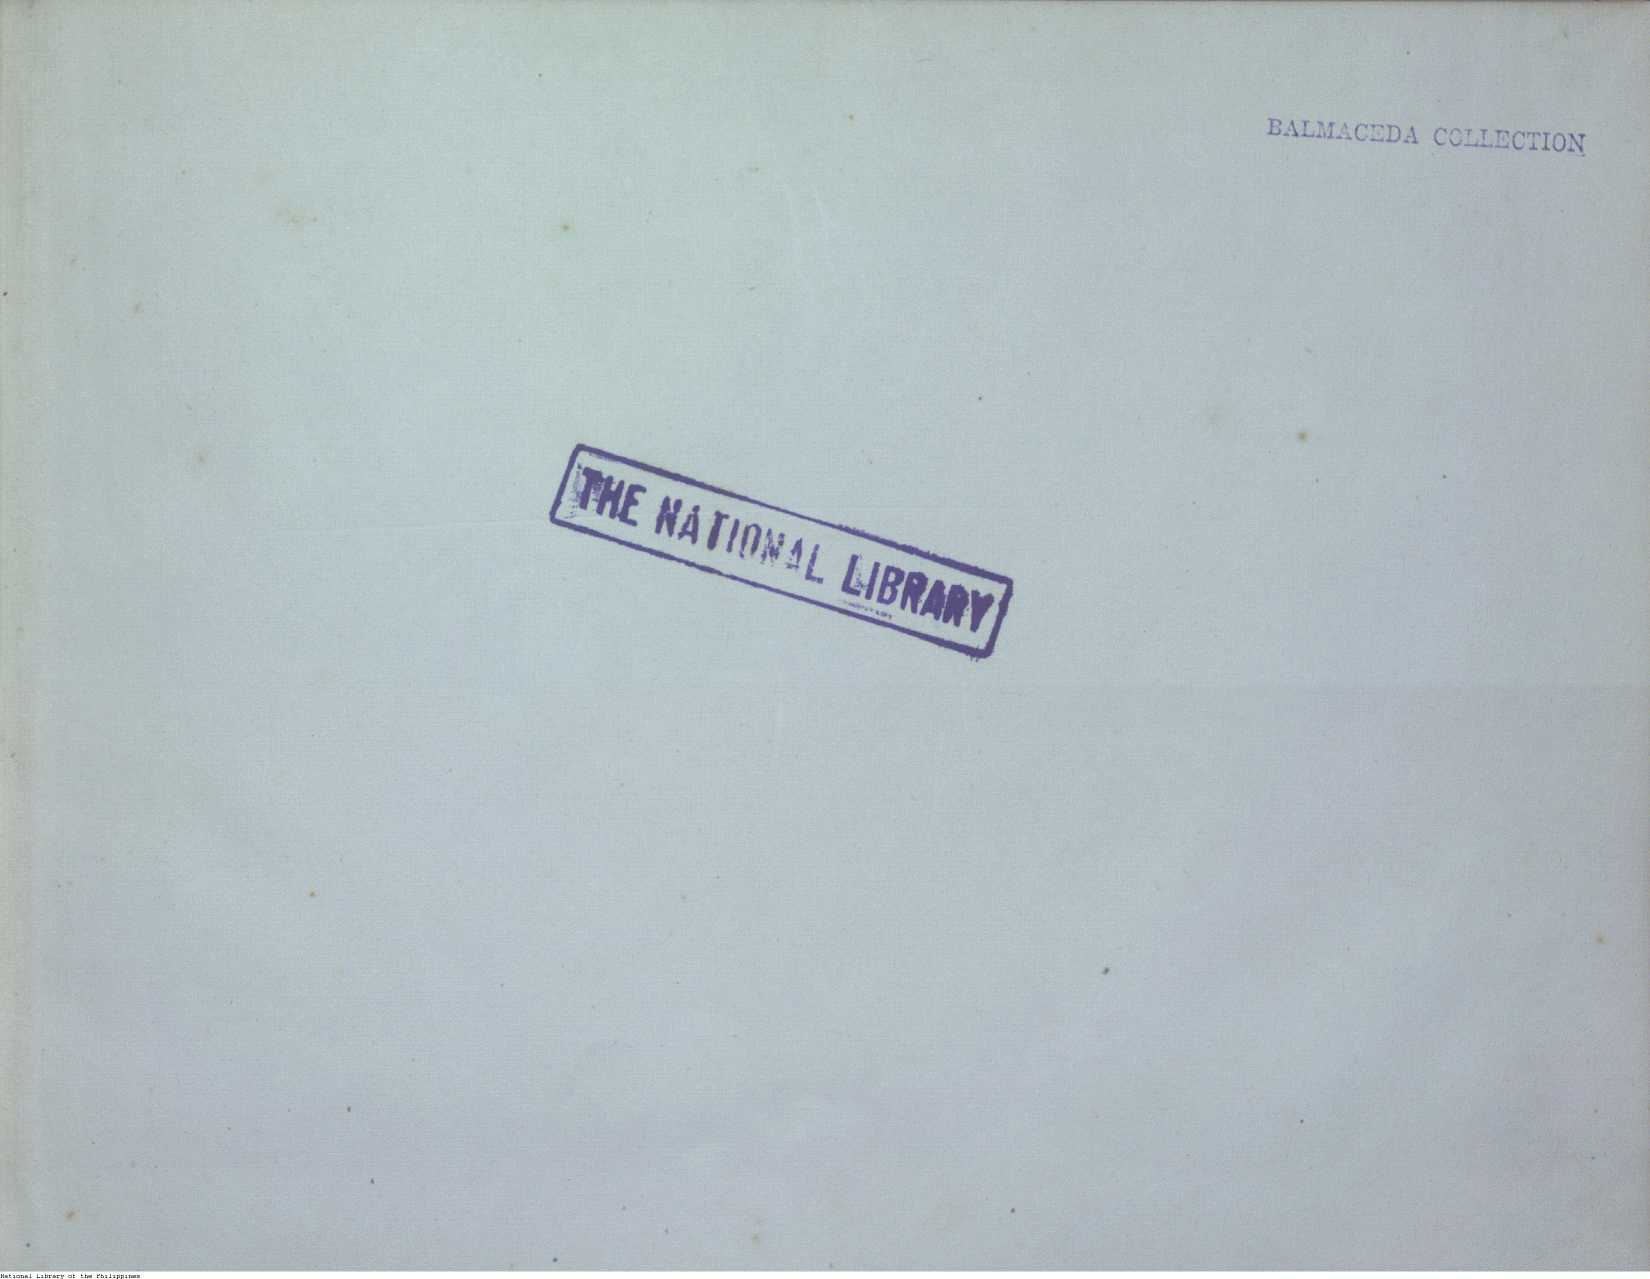 BALMACEDA COLLECTION
THE NATIONAL LIBRARY
National Library of the Philippines